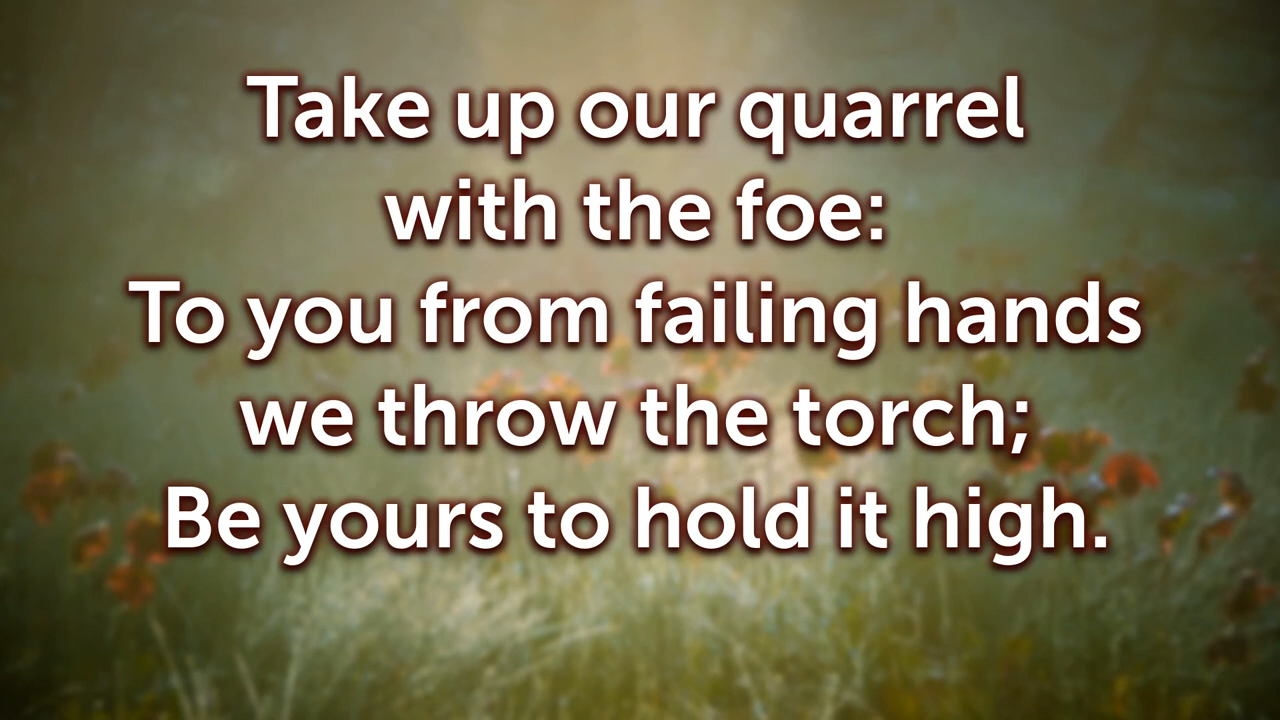 Take up our quarrel
with the foe:
To you from failing hands
we throw the torch;
Be yours to hold it high.